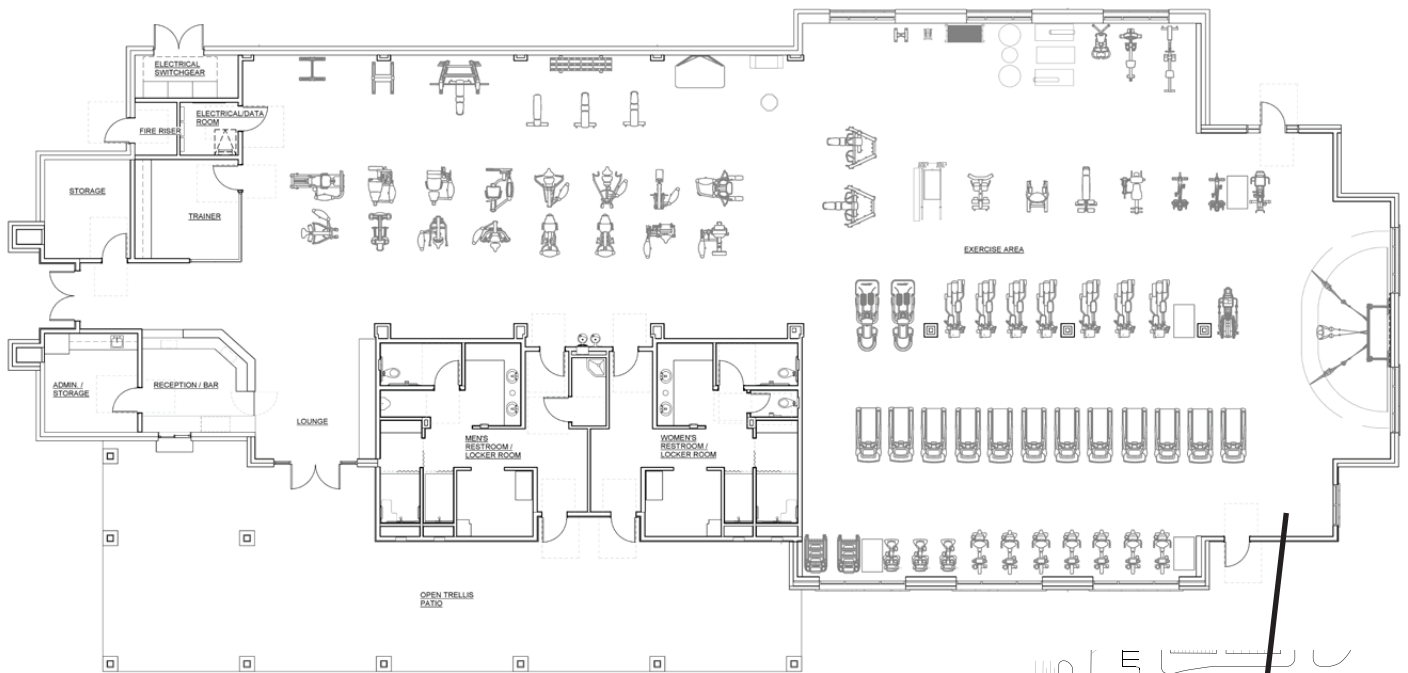 ELECTRICAL
SWITCHGEAR
FIRE RISER
ELECTRICAL/DATA
ROOM
STORAGE
TRAINER
EXERCISE AREA
ADMIN. /
STORAGE
RECEPTION / BAR
LOUNGE
MEN'S
RESTROOM /
LOCKER ROOM
WOMEN'S
RESTROOM /
LOCKER ROOM
OPEN TRELLIS
PATIO